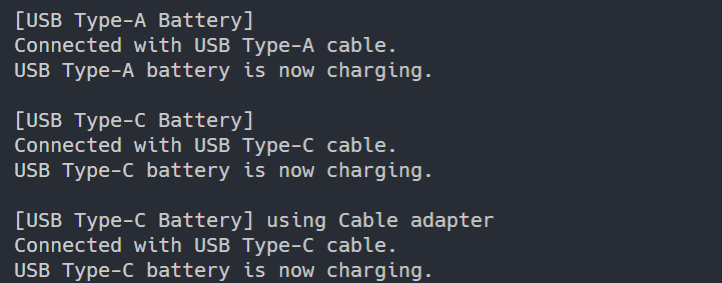 [USB Type-A Battery]
Connected with USB Type-A cable.
USB Type-A battery is now charging.
[USB Type-C Battery]
Connected with USB Type-C cable.
USB Type-C battery is now charging.
[USB Type-C Battery] using Cable adapter
Connected with USB Type-C cable.
USB Type-C battery is now charging.